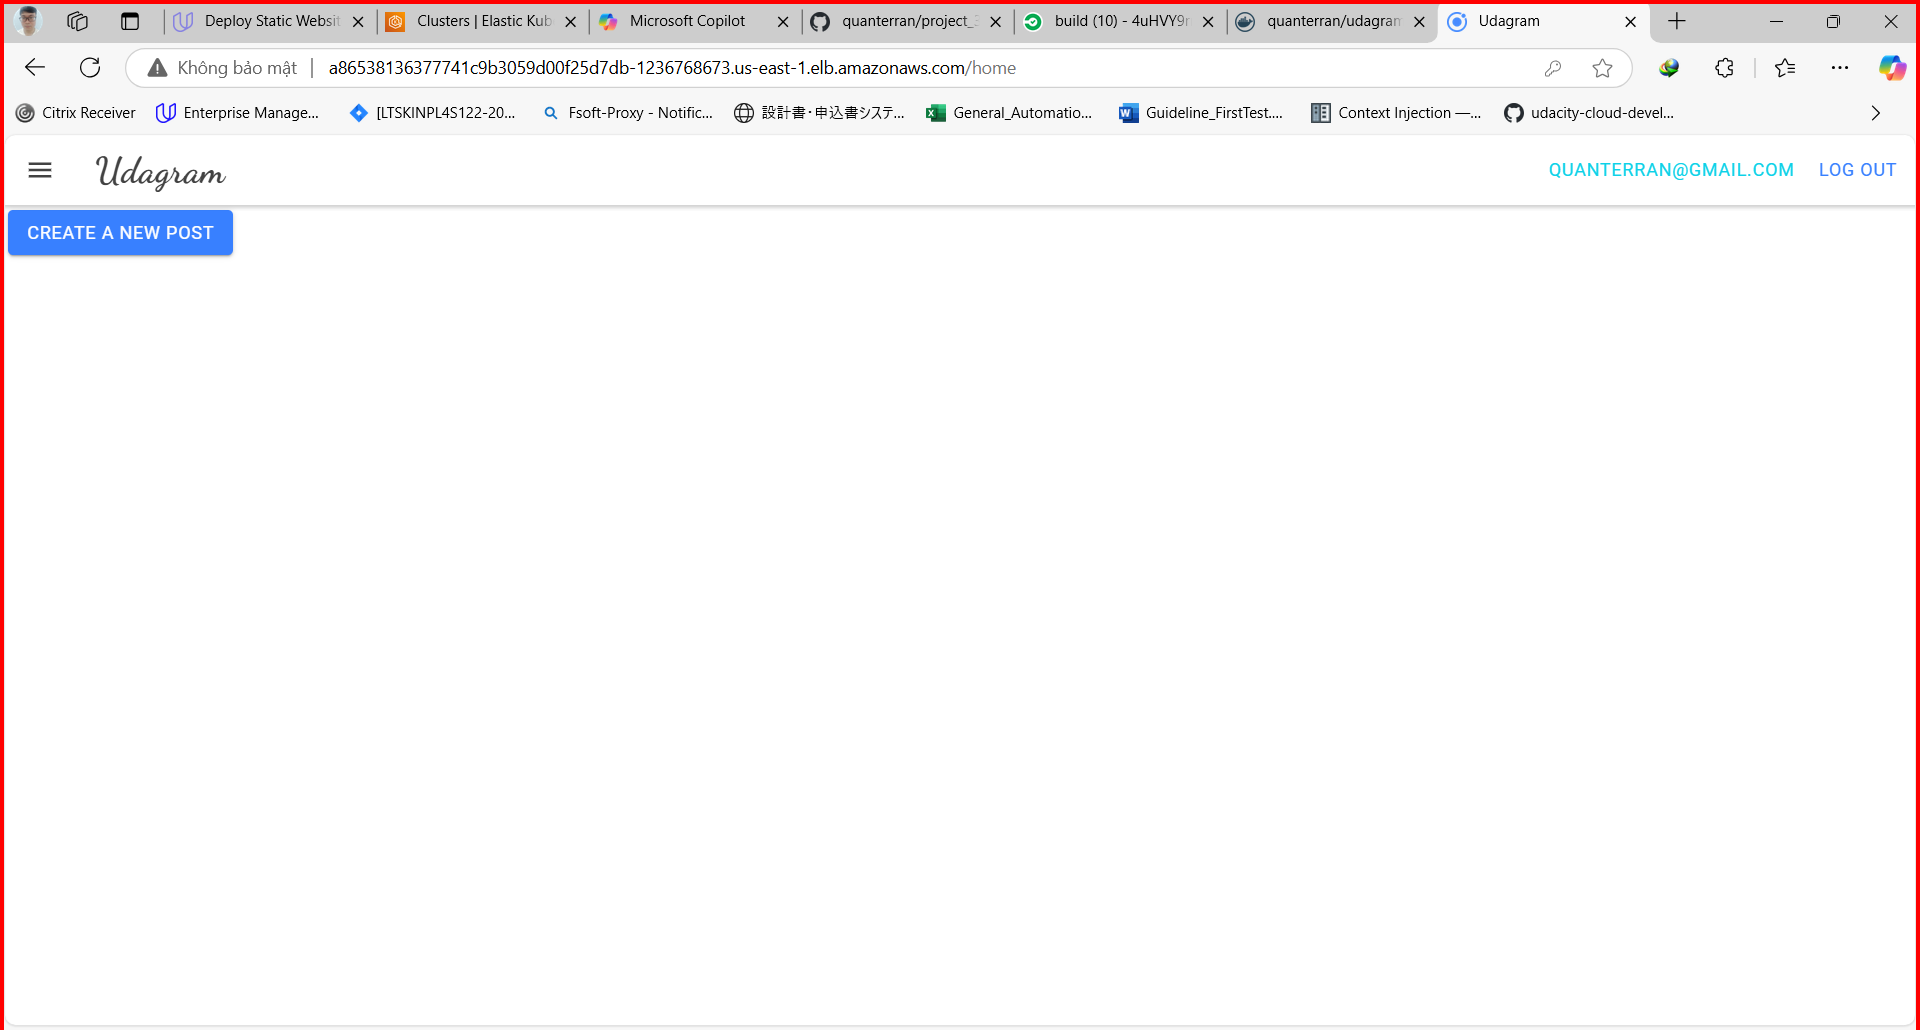 Deploy Static Websit
Clusters | Elastic Kub
Microsoft Copilot
quanterran/project_3
build (10) - 4uHVY9r
quanterran/udagram
Udagram
Không bảo mật
a86538136377741c9b3059d00f25d7db-1236768673.us-east-1.elb.amazonaws.com/home
Citrix Receiver
Enterprise Manage...
[LTSKINPL4S122-20...
Fsoft-Proxy - Notific...
設計書・申込書システ...
General_Automatio...
Guideline_FirstTest....
Context Injection —...
udacity-cloud-devel...
Udagram
QUANTERRAN@GMAIL.COM
LOG OUT
CREATE A NEW POST